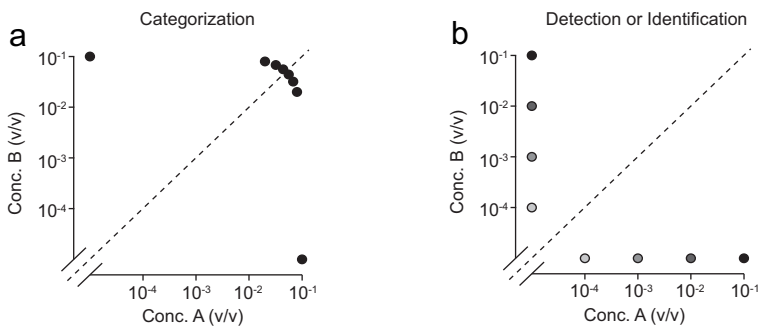 a
Categorization
10⁻¹
10⁻²
10⁻³
10⁻⁴
Conc. B (v/v)
10⁻⁴ 10⁻³ 10⁻² 10⁻¹
Conc. A (v/v)
b
Detection or Identification
10⁻¹
10⁻²
10⁻³
10⁻⁴
Conc. B (v/v)
10⁻⁴ 10⁻³ 10⁻² 10⁻¹
Conc. A (v/v)